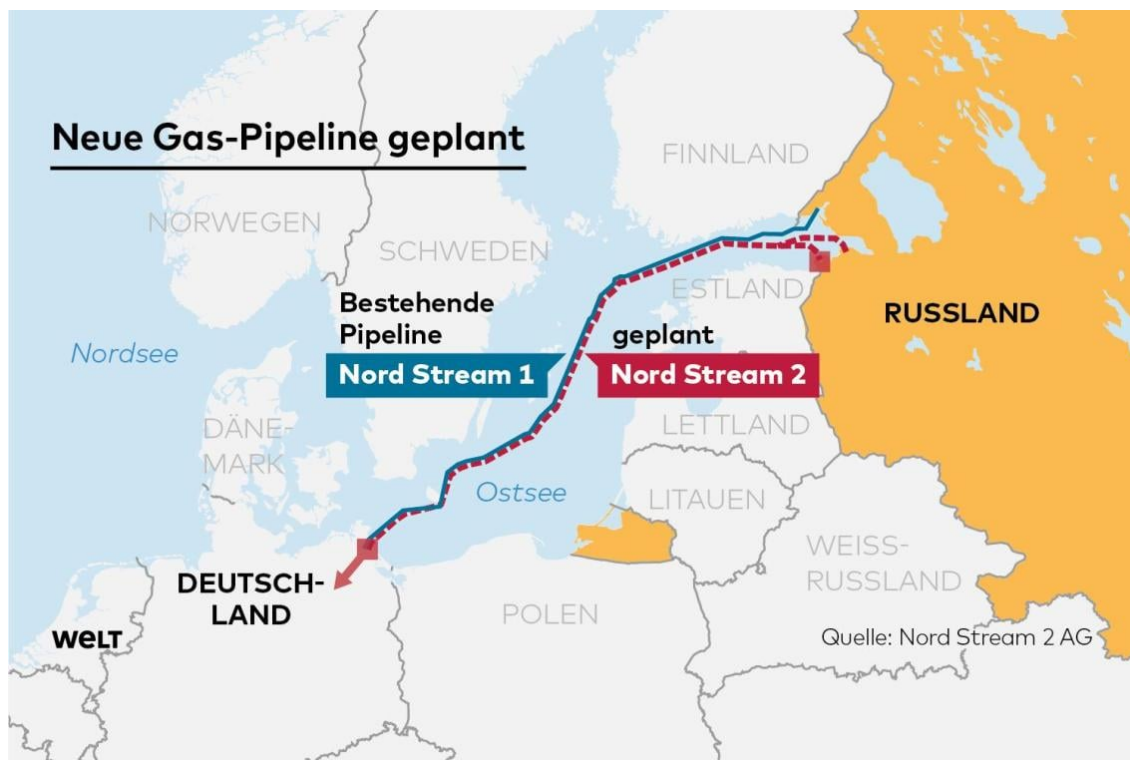 Neue Gas-Pipeline geplant
FINNLAND
NORWEGEN
SCHWEDEN
ESTLAND
RUSSLAND
Bestehende
Pipeline
Nord Stream 1
geplant
Nord Stream 2
Nordsee
DÄNE-
MARK
LETTLAND
Ostsee
LITAUEN
WEISS-
RUSSLAND
DEUTSCH-
LAND
POLEN
WELT
Quelle: Nord Stream 2 AG